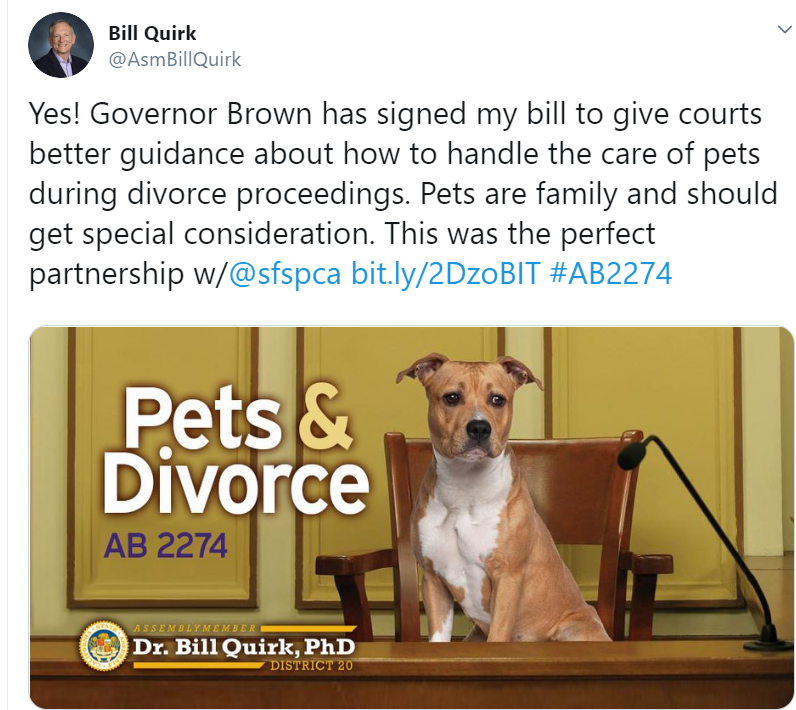 Bill Quirk
@AsmBillQuirk
Yes! Governor Brown has signed my bill to give courts
better guidance about how to handle the care of pets
during divorce proceedings. Pets are family and should
get special consideration. This was the perfect
partnership w/@sfspca bit.ly/2DzoBIT #AB2274
Pets &
Divorce
AB 2274
ASSEMBLYMEMBER
Dr. Bill Quirk, PhD
DISTRICT 20